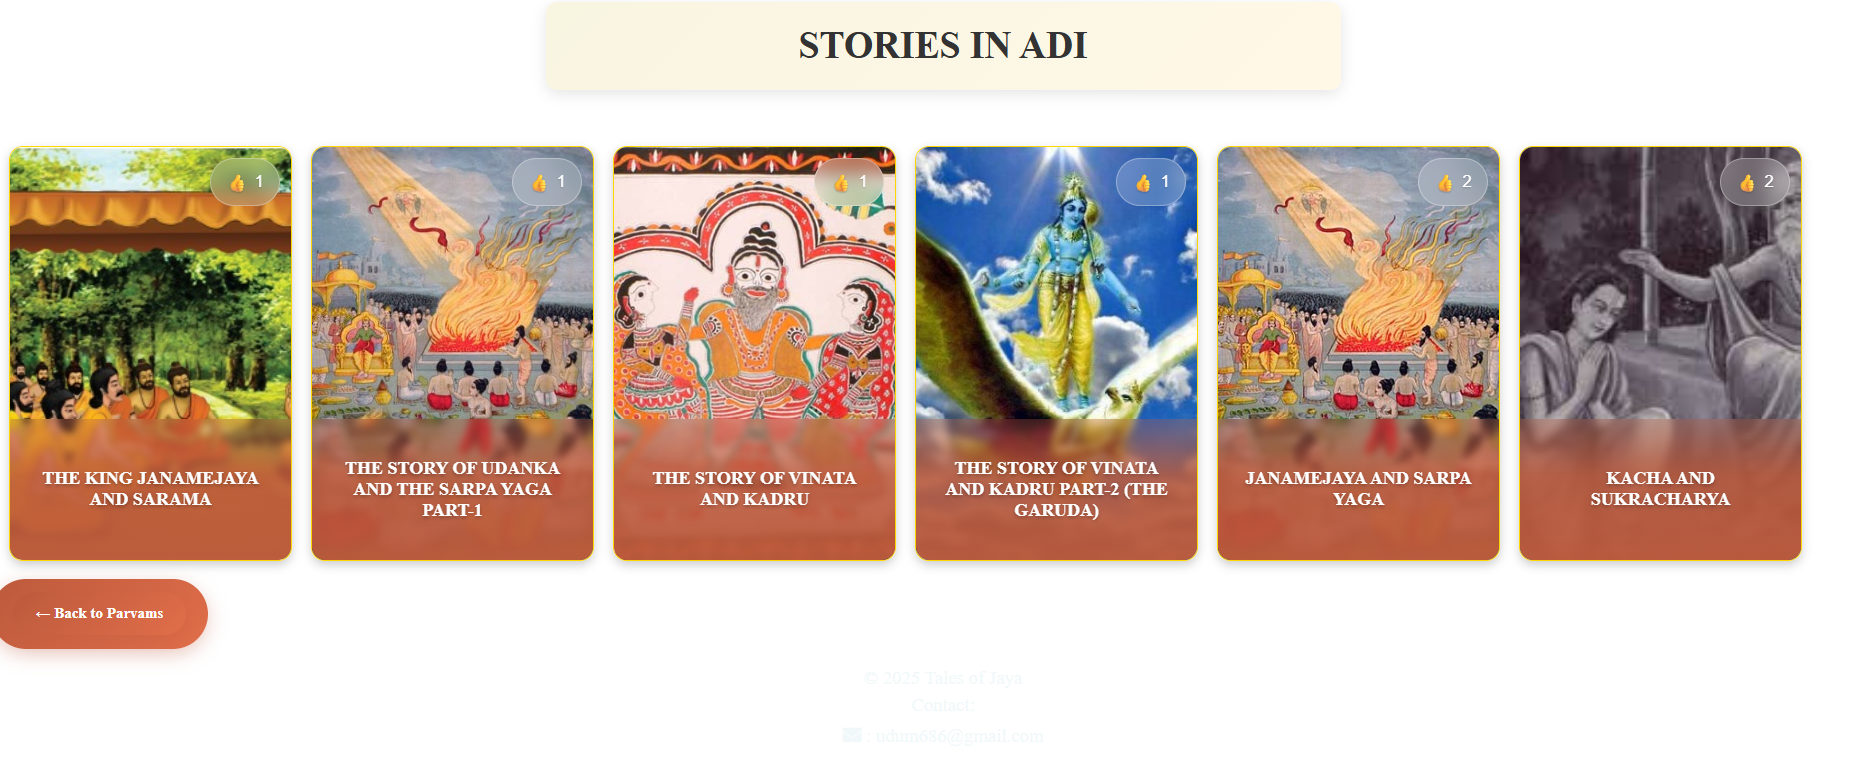 STORIES IN ADI
👍 1
👍 1
👍 1
👍 1
👍 2
👍 2
THE KING JANAMEJAYA
AND SARAMA
THE STORY OF UDANKA
AND THE SARPA YAGA
PART-1
THE STORY OF VINATA
AND KADRU
THE STORY OF VINATA
AND KADRU PART-2 (THE
GARUDA)
JANAMEJAYA AND SARPA
YAGA
KACHA AND
SUKRACHARYA
← Back to Parvams
© 2025 Tales of Jaya
Contact:
: udum686@gmail.com